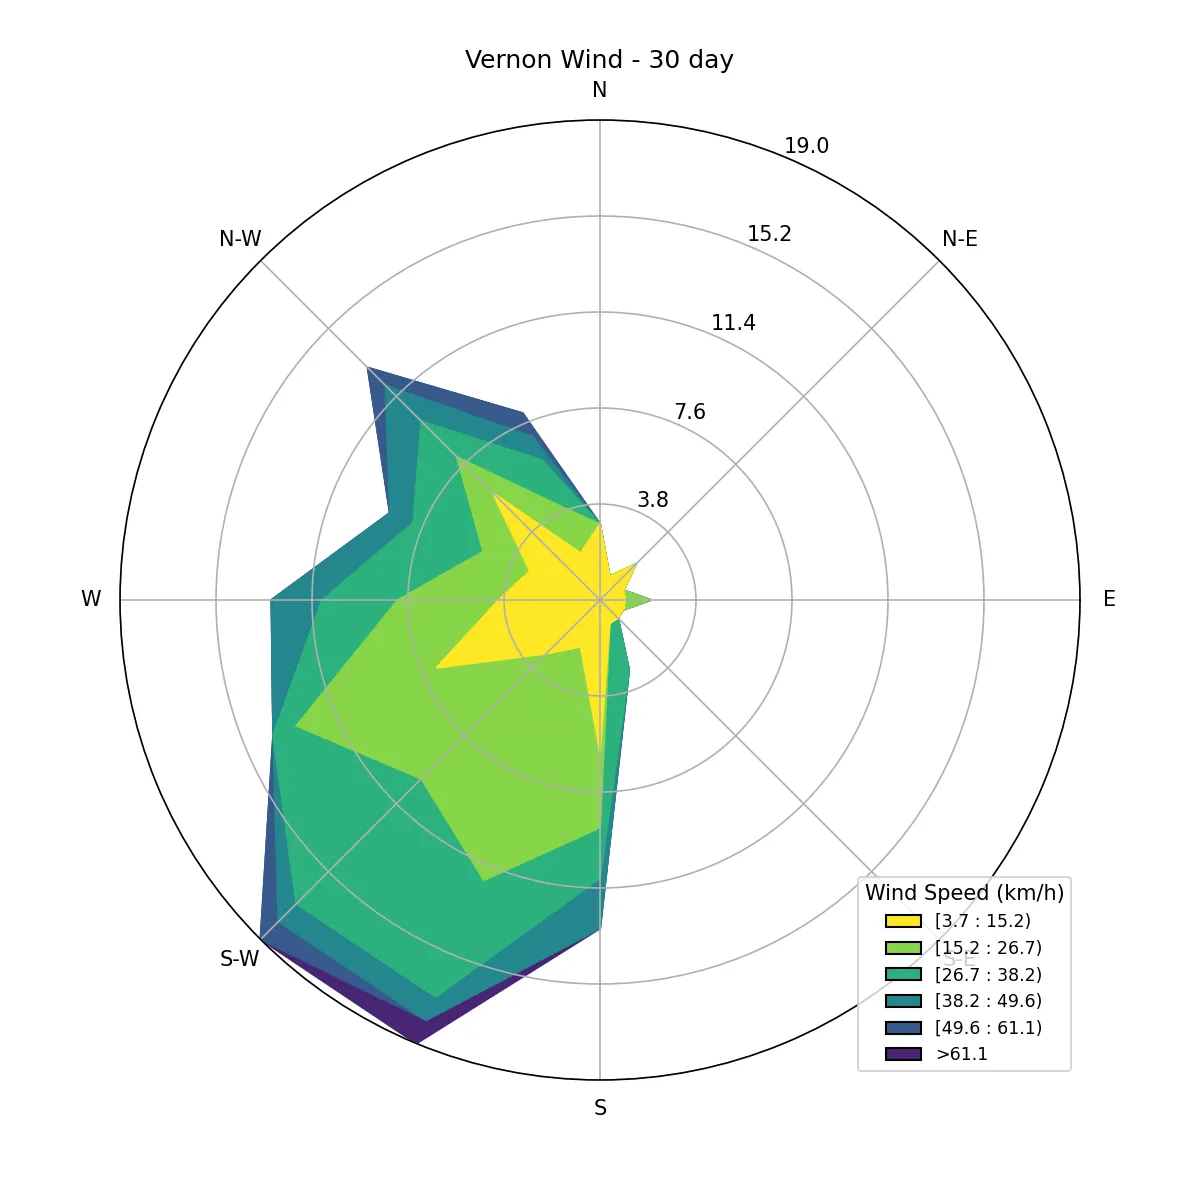 Vernon Wind - 30 day
N
19.0
15.2
N-W
N-E
11.4
7.6
3.8
W
E
Wind Speed (km/h)
[3.7 : 15.2)
[15.2 : 26.7)
S-W
S-E
[26.7 : 38.2)
[38.2 : 49.6)
[49.6 : 61.1)
>61.1
S